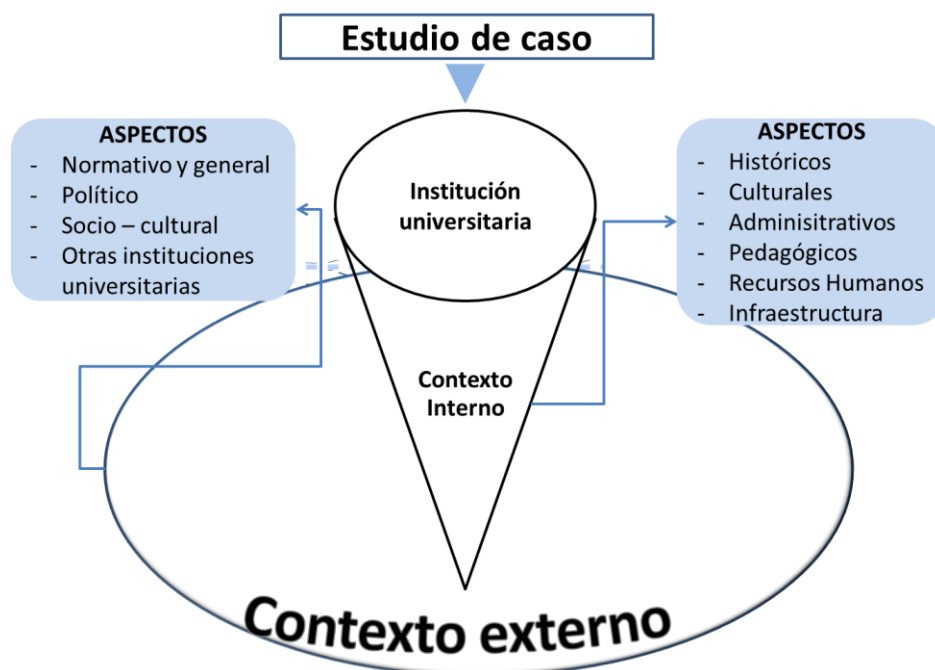 Estudio de caso
ASPECTOS
- Normativo y general
- Político
- Socio – cultural
- Otras instituciones
universitarias
Institución
universitaria
ASPECTOS
- Históricos
- Culturales
- Adminisitrativos
- Pedagógicos
- Recursos Humanos
- Infraestructura
Contexto
Interno
Contexto externo